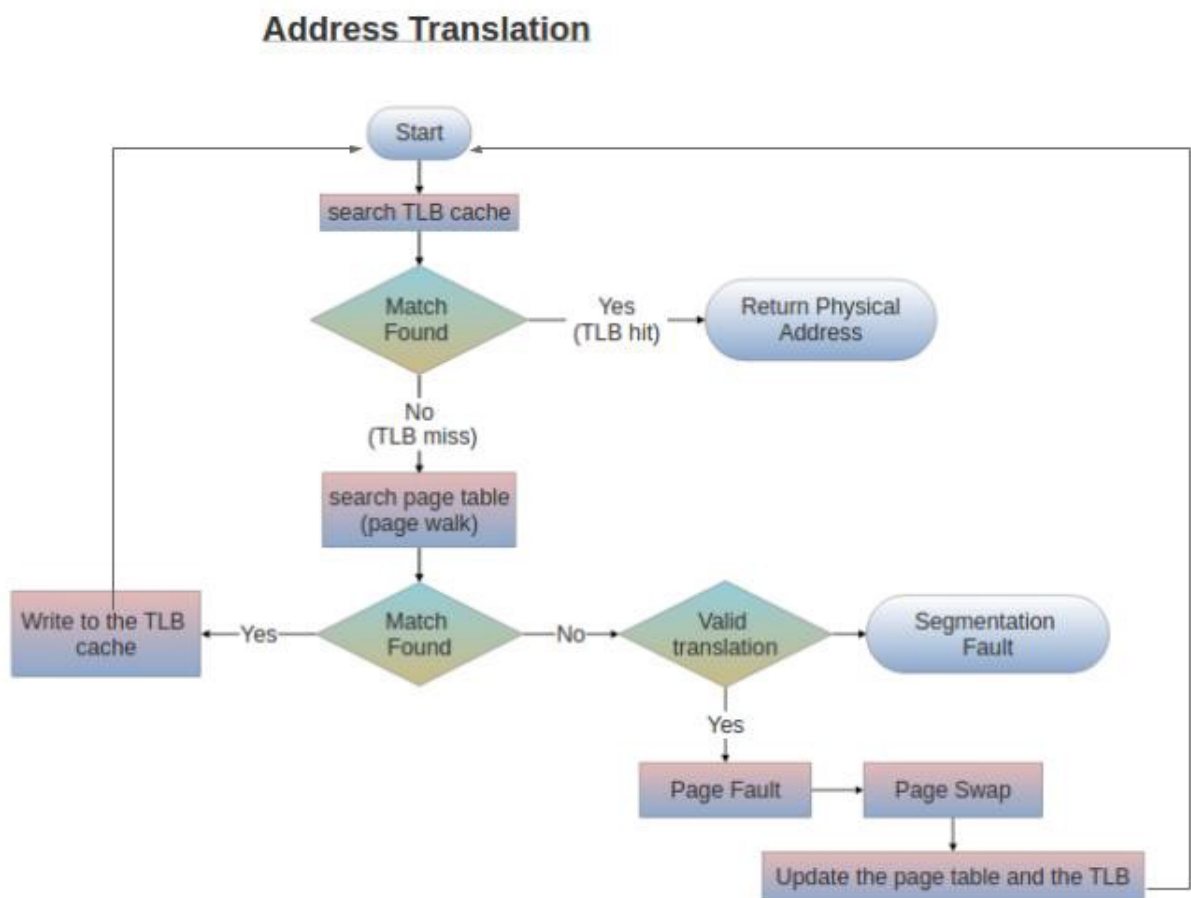 Address Translation
Start
search TLB cache
Match
Found
Yes
(TLB hit)
Return Physical
Address
No
(TLB miss)
search page table
(page walk)
Write to the TLB
cache
Yes
Match
Found
No
Valid
translation
Segmentation
Fault
Yes
Page Fault
Page Swap
Update the page table and the TLB